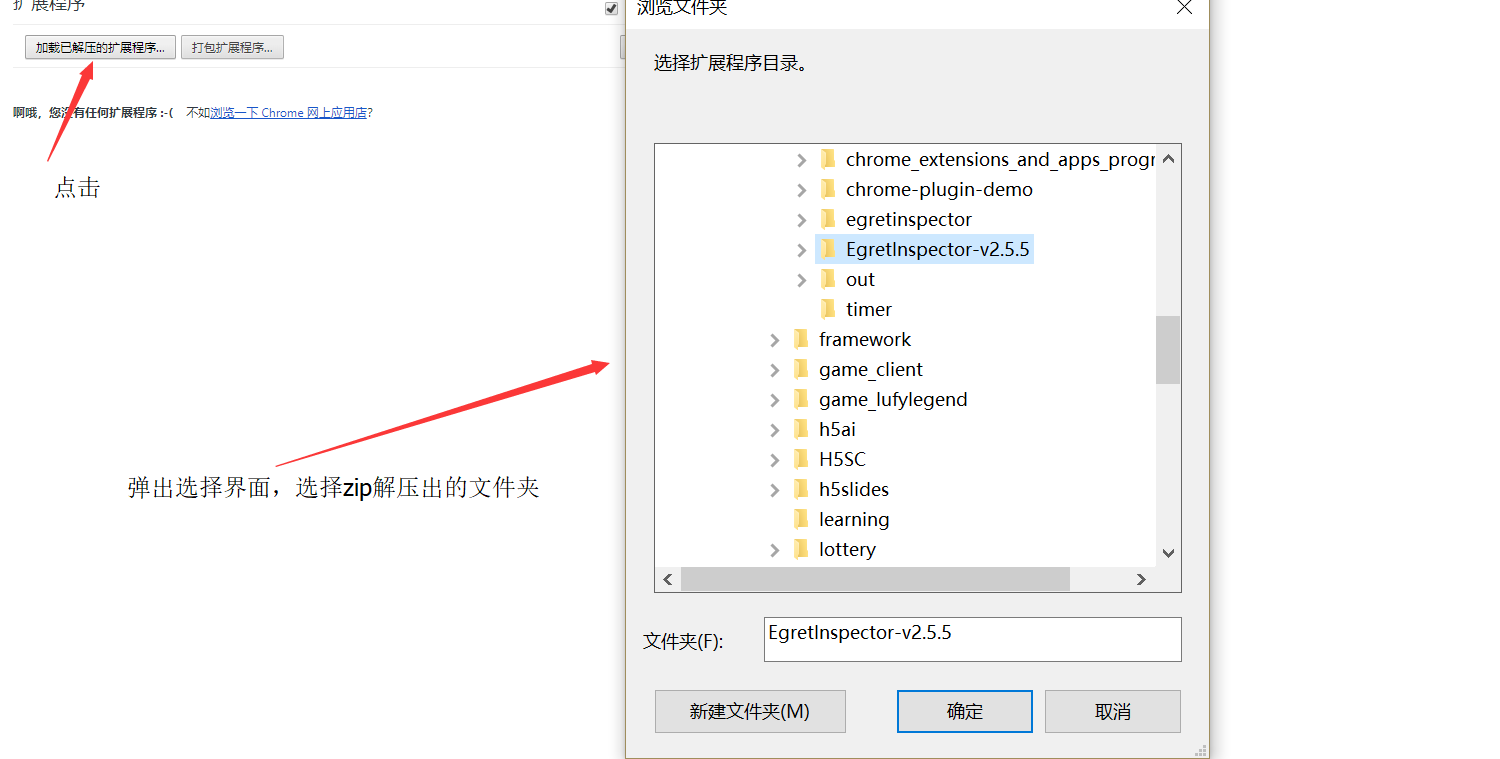 扩展程序
加载已解压的扩展程序... 打包扩展程序...
啊哦，您没有任何扩展程序 :-( 不如浏览一下 Chrome 网上应用店?
点击
弹出选择界面，选择zip解压出的文件夹
浏览文件夹
选择扩展程序目录。
chrome_extensions_and_apps_progr
chrome-plugin-demo
egretinspector
EgretInspector-v2.5.5
out
timer
framework
game_client
game_lufylegend
h5ai
H5SC
h5slides
learning
lottery
文件夹(F): EgretInspector-v2.5.5
新建文件夹(M) 确定 取消